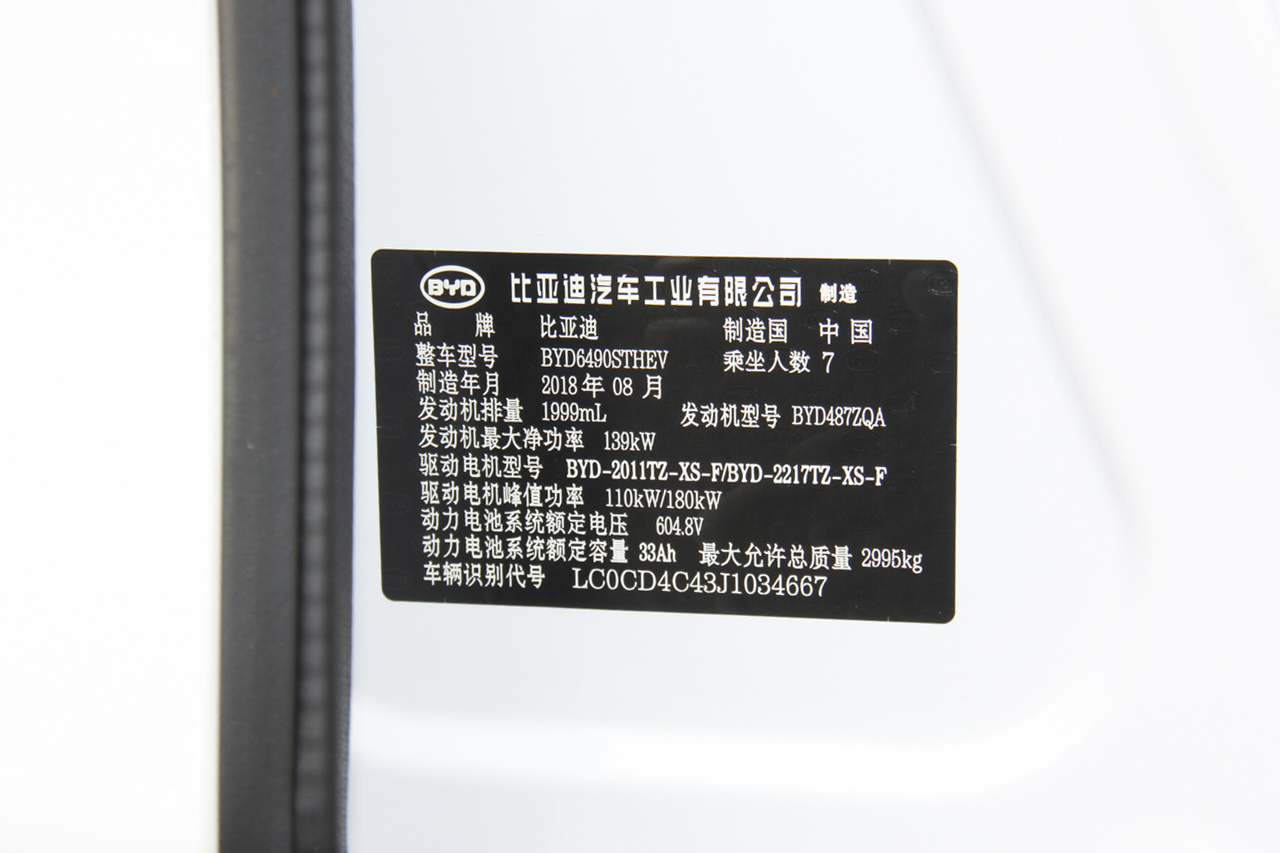 BYD 比亚迪汽车工业有限公司 制造
品 牌 比亚迪 制造国 中国
整车型号 BYD6490STHEV 乘坐人数 7
制造年月 2018年08月
发动机排量 1999mL 发动机型号 BYD487ZQA
发动机最大净功率 139kW
驱动电机型号 BYD-2011TZ-XS-F/BYD-2217TZ-XS-F
驱动电机峰值功率 110kW/180kW
动力电池系统额定电压 604.8V
动力电池系统额定容量 33Ah 最大允许总质量 2995kg
车辆识别代号 LC0CD4C43J1034667